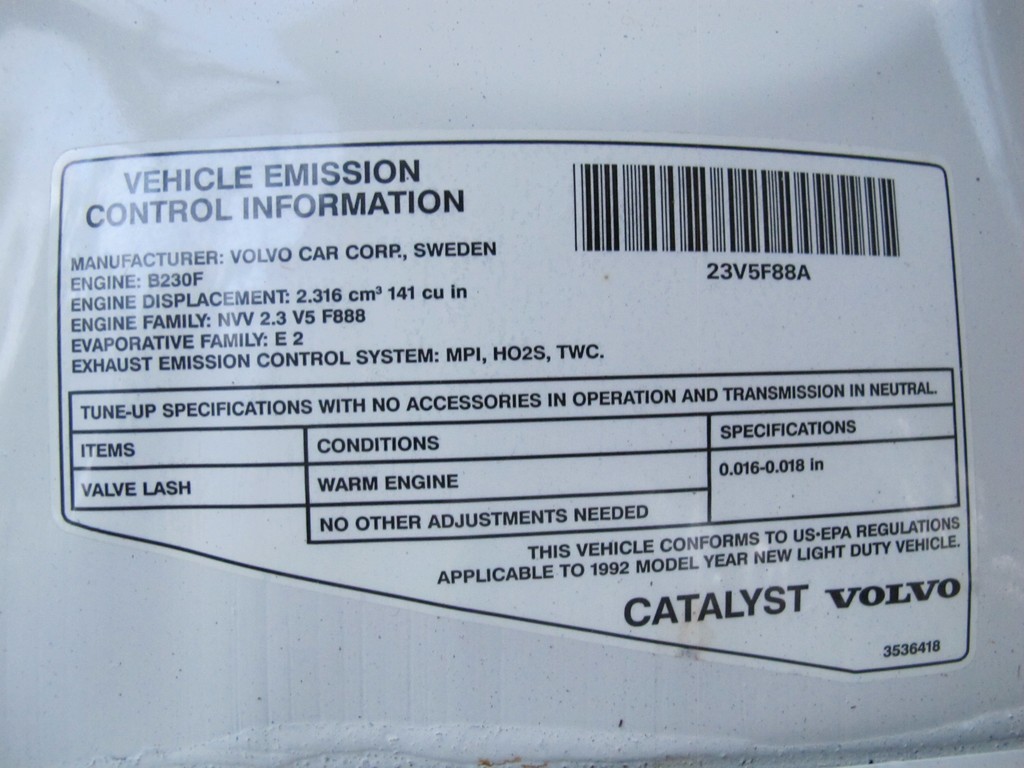 VEHICLE EMISSION
CONTROL INFORMATION
23V5F88A
MANUFACTURER: VOLVO CAR CORP., SWEDEN
ENGINE: B230F
ENGINE DISPLACEMENT: 2.316 cm³ 141 cu in
ENGINE FAMILY: NVV 2.3 V5 F888
EVAPORATIVE FAMILY: E 2
EXHAUST EMISSION CONTROL SYSTEM: MPI, HO2S, TWC.
TUNE-UP SPECIFICATIONS WITH NO ACCESSORIES IN OPERATION AND TRANSMISSION IN NEUTRAL.
ITEMS CONDITIONS SPECIFICATIONS
VALVE LASH WARM ENGINE 0.016-0.018 in
NO OTHER ADJUSTMENTS NEEDED
THIS VEHICLE CONFORMS TO US-EPA REGULATIONS
APPLICABLE TO 1992 MODEL YEAR NEW LIGHT DUTY VEHICLE.
CATALYST VOLVO
3536418